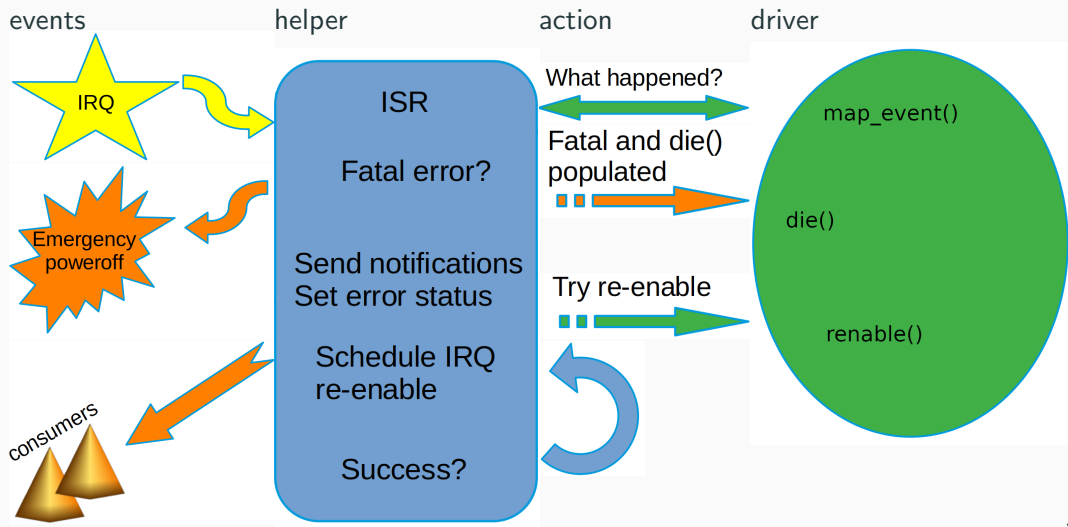 events
helper
action
driver
IRQ
ISR
What happened?
map_event()
Fatal error?
Fatal and die()
populated
die()
Emergency
poweroff
Send notifications
Set error status
Try re-enable
renable()
Schedule IRQ
re-enable
consumers
Success?